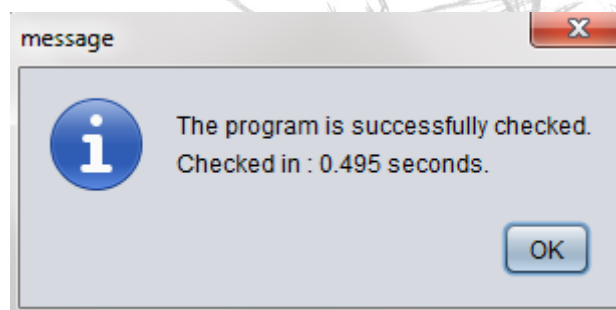 message
The program is successfully checked.
Checked in : 0.495 seconds.
OK